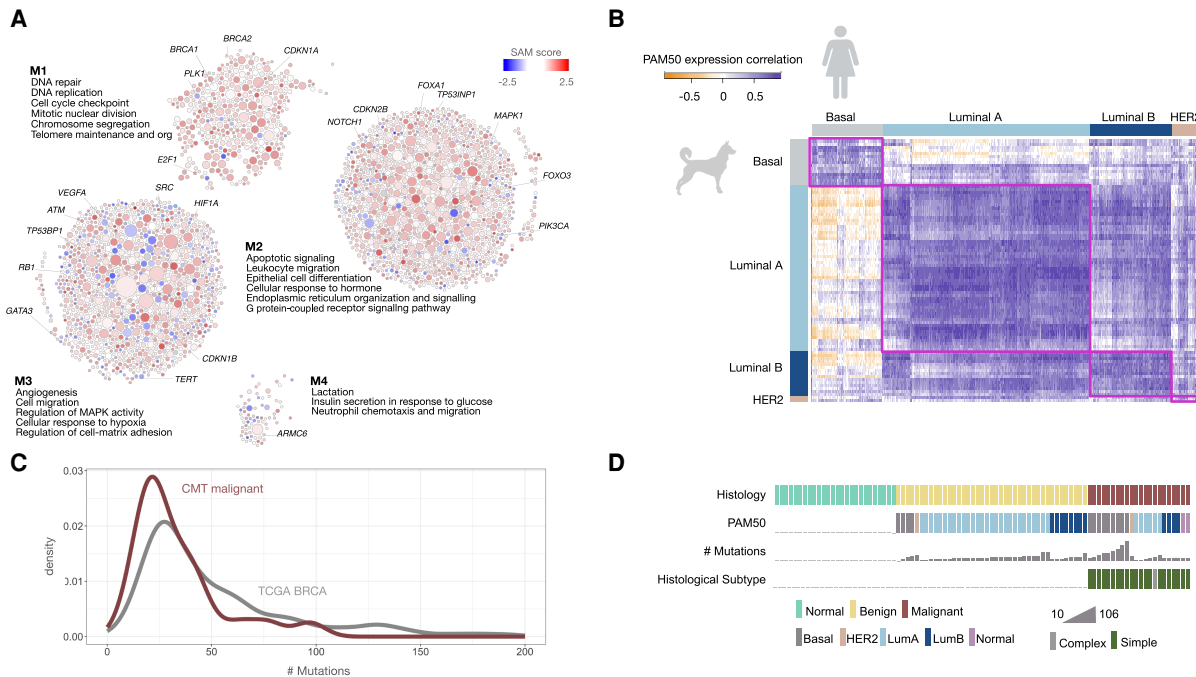 A
BRCA1
BRCA2
CDKN1A
PLK1
E2F1
M1
DNA repair
DNA replication
Cell cycle checkpoint
Mitotic nuclear division
Chromosome segregation
Telomere maintenance and org
SAM score
-2.5
2.5
FOXA1
TP53INP1
CDKN2B
NOTCH1
MAPK1
FOXO3
PIK3CA
M2
Apoptotic signaling
Leukocyte migration
Epithelial cell differentiation
Cellular response to hormone
Endoplasmic reticulum organization and signalling
G protein-coupled receptor signallng pathway
SRC
VEGFA
HIF1A
ATM
TP53BP1
RB1
GATA3
CDKN1B
TERT
M3
Angiogenesis
Cell migration
Regulation of MAPK activity
Cellular response to hypoxia
Regulation of cell-matrix adhesion
M4
Lactation
Insulin secretion in response to glucose
Neutrophil chemotaxis and migration
ARMC6
B
PAM50 expression correlation
-0.5
0
0.5
Basal
Luminal A
Luminal B
HER2
Basal
Luminal A
Luminal B
HER2
C
density
0.03
0.02
0.01
0.00
CMT malignant
TCGA BRCA
0
50
100
150
200
# Mutations
D
Histology
PAM50
# Mutations
Histological Subtype
Normal
Benign
Malignant
10
106
Basal
HER2
LumA
LumB
Normal
Complex
Simple